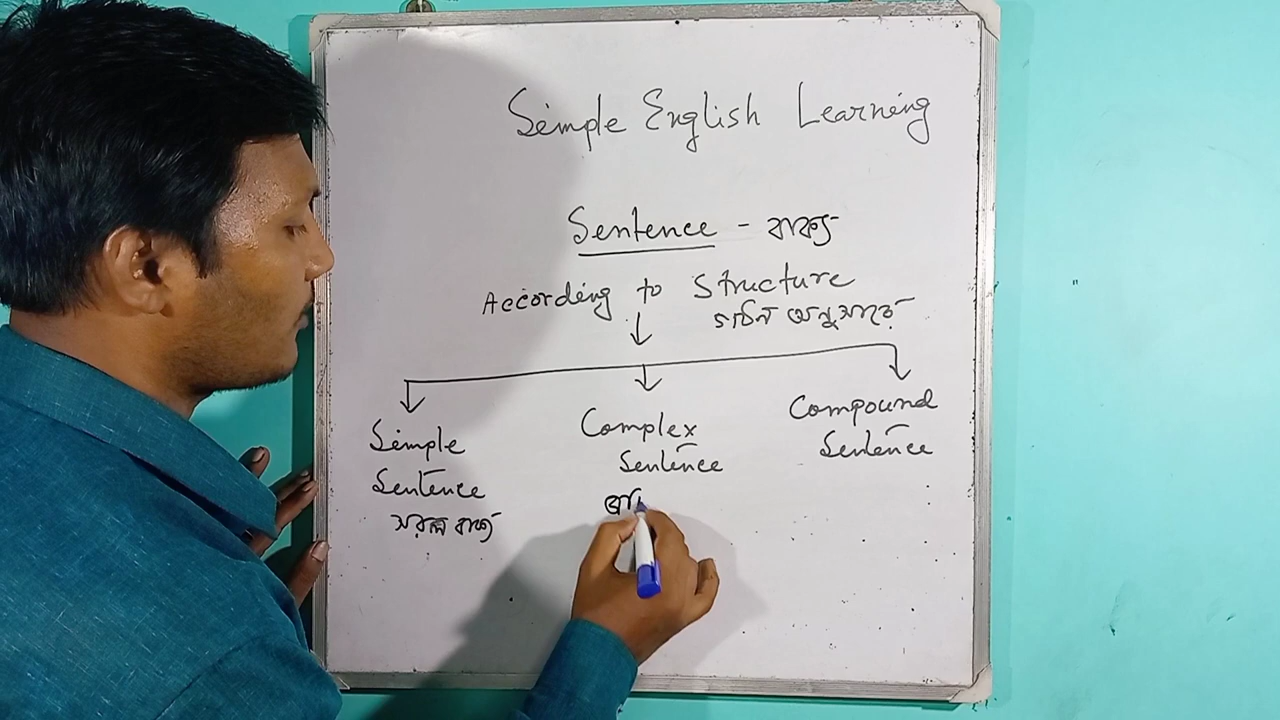 Simple English Learning
Sentence - বাক্য
According to Structure
গঠন অনুসারে
Simple Sentence
সরল বাক্য
Complex Sentence
Compound Sentence